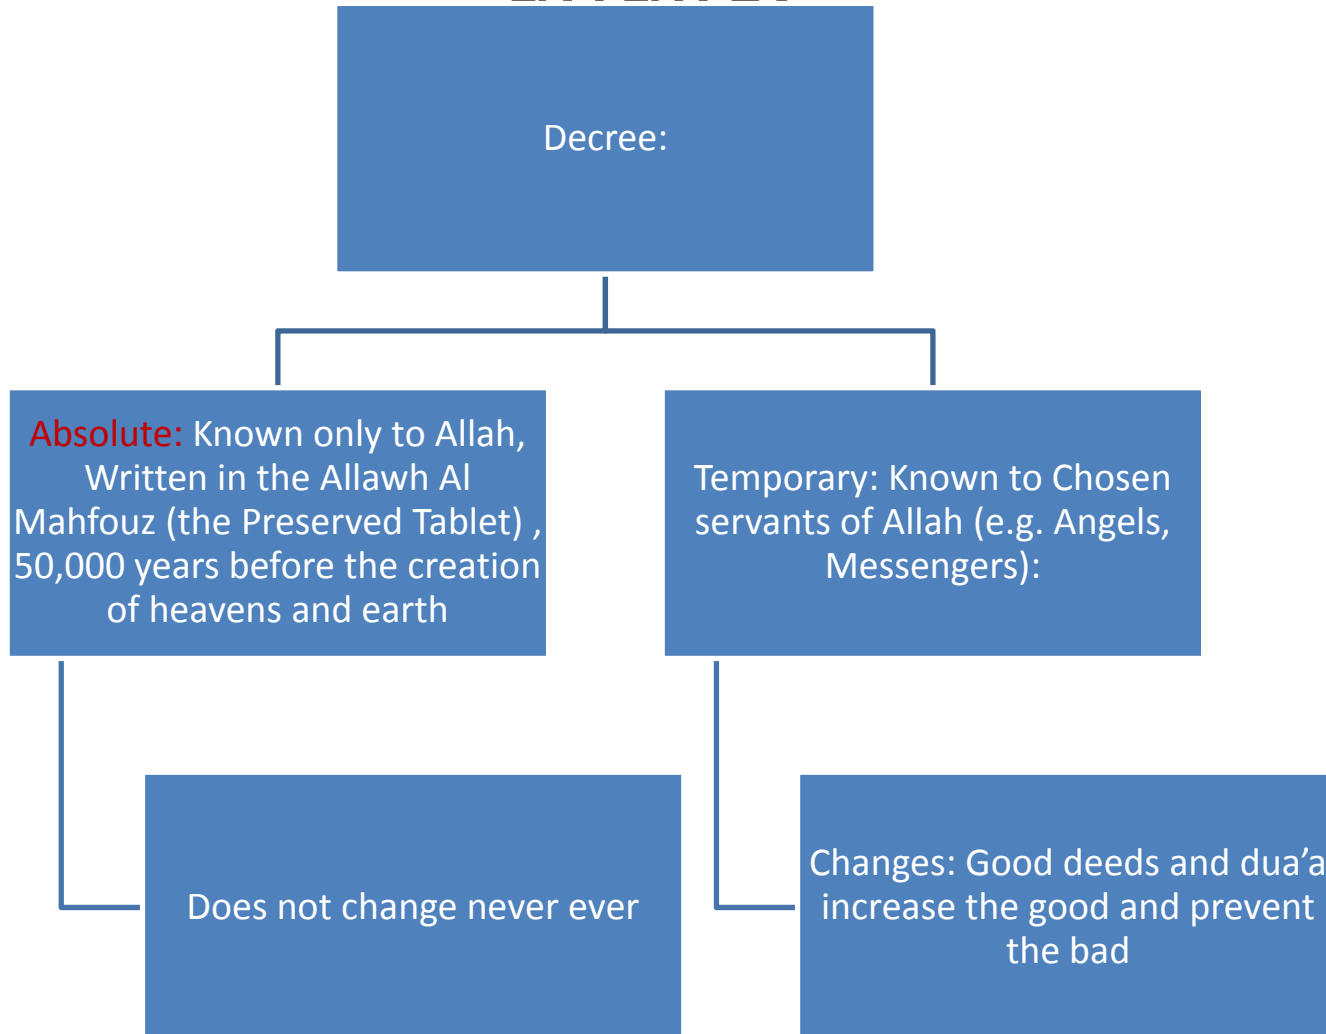 Decree:
Absolute: Known only to Allah,
Written in the Allawh Al
Mahfouz (the Preserved Tablet) ,
50,000 years before the creation
of heavens and earth
Temporary: Known to Chosen
servants of Allah (e.g. Angels,
Messengers):
Does not change never ever
Changes: Good deeds and dua’a
increase the good and prevent
the bad